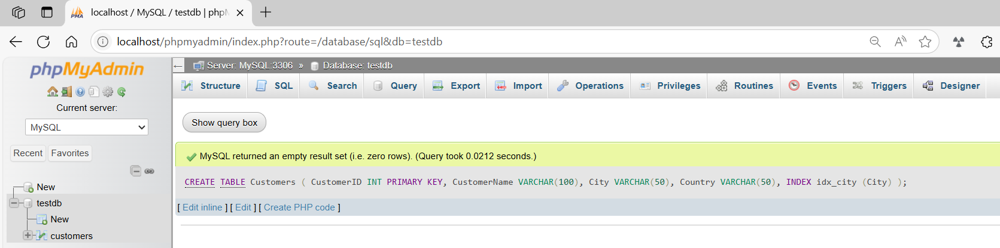 PMA localhost / MySQL / testdb | phpM
localhost/phpmyadmin/index.php?route=/database/sql&db=testdb
phpMyAdmin
Current server:
MySQL
Recent Favorites
New
testdb
New
customers
← Server: MySQL:3306 » Database: testdb
Structure SQL Search Query Export Import Operations Privileges Routines Events Triggers Designer
Show query box
MySQL returned an empty result set (i.e. zero rows). (Query took 0.0212 seconds.)
CREATE TABLE Customers ( CustomerID INT PRIMARY KEY, CustomerName VARCHAR(100), City VARCHAR(50), Country VARCHAR(50), INDEX idx_city (City) );
[ Edit inline ] [ Edit ] [ Create PHP code ]